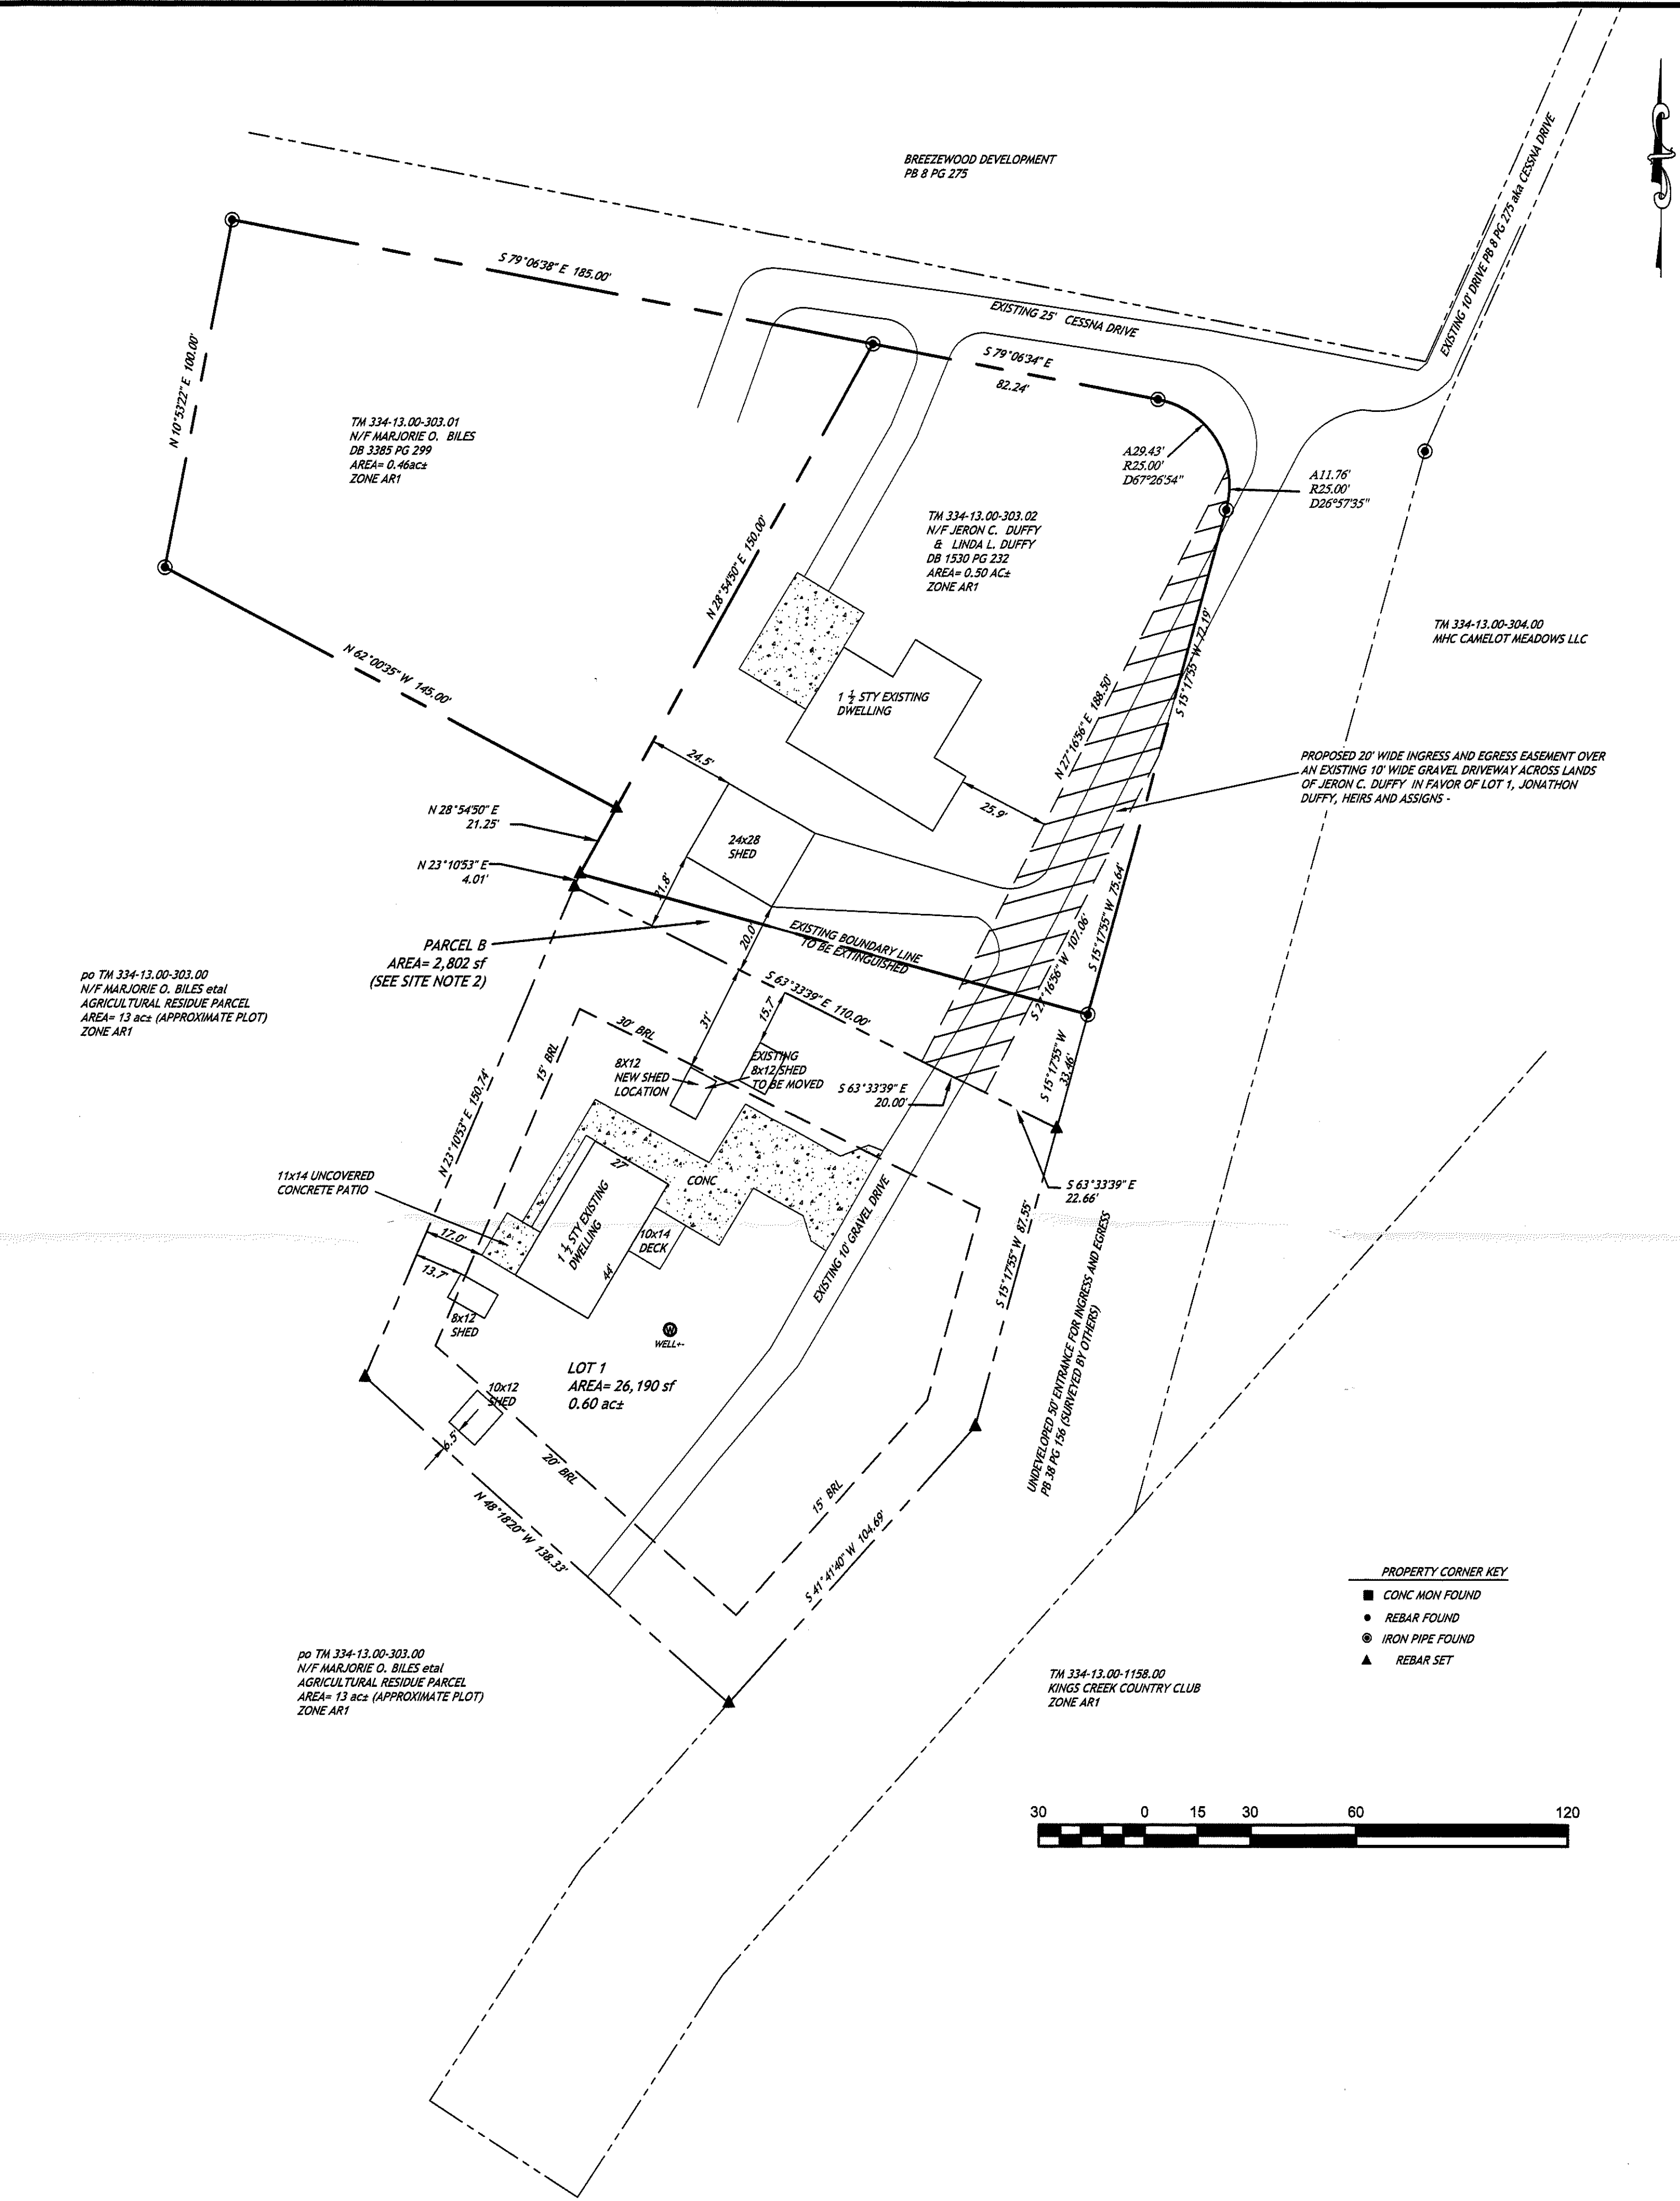 BREEZEWOOD DEVELOPMENT
PB 8 PG 275
EXISTING 10' DRIVE PB 8 PG 275 aka CESSNA DRIVE
S 79°06'38" E 185.00'
EXISTING 25' CESSNA DRIVE
S 79°06'34" E
82.24'
N 10°53'22" E 100.00'
TM 334-13.00-303.01
N/F MARJORIE O. BILES
DB 3385 PG 299
AREA= 0.46ac±
ZONE AR1
A29.43'
R25.00'
D67°26'54"
A11.76'
R25.00'
D26°57'35"
TM 334-13.00-303.02
N/F JERON C. DUFFY
& LINDA L. DUFFY
DB 1530 PG 232
AREA= 0.50 AC±
ZONE AR1
N 28°54'50" E 150.00'
TM 334-13.00-304.00
MHC CAMELOT MEADOWS LLC
N 62°00'35" W 145.00'
S 15°17'55" W 72.19'
N 27°16'56" E 188.50'
1 ½ STY EXISTING
DWELLING
24.5'
25.9'
PROPOSED 20' WIDE INGRESS AND EGRESS EASEMENT OVER
AN EXISTING 10' WIDE GRAVEL DRIVEWAY ACROSS LANDS
OF JERON C. DUFFY IN FAVOR OF LOT 1, JONATHON
DUFFY, HEIRS AND ASSIGNS -
N 28°54'50" E
21.25'
24x28
SHED
N 23°10'53" E
4.01'
21.8'
S 15°17'55" W 75.64'
S 27°16'56" W 107.06'
20.0'
EXISTING BOUNDARY LINE
TO BE EXTINGUISHED
PARCEL B
AREA= 2,802 sf
(SEE SITE NOTE 2)
po TM 334-13.00-303.00
N/F MARJORIE O. BILES etal
AGRICULTURAL RESIDUE PARCEL
AREA= 13 ac± (APPROXIMATE PLOT)
ZONE AR1
S 63°33'39" E 110.00'
31'
15.7'
30' BRL
15' BRL
8X12
NEW SHED
LOCATION
EXISTING
8x12 SHED
TO BE MOVED
S 63°33'39" E
20.00'
S 15°17'55" W
33.46'
N 23°10'53" E 150.74'
11x14 UNCOVERED
CONCRETE PATIO
27'
CONC
S 63°33'39" E
22.66'
1 ½ STY EXISTING
DWELLING
10x14
DECK
44'
17.0'
13.7'
8x12
SHED
EXISTING 10' GRAVEL DRIVE
S 15°17'55" W 87.55'
UNDEVELOPED 50' ENTRANCE FOR INGRESS AND EGRESS
PB 38 PG 156 (SURVEYED BY OTHERS)
WELL+-
LOT 1
AREA= 26,190 sf
0.60 ac±
10x12
SHED
6.5'
20' BRL
15' BRL
N 48°18'20" W 138.33'
S 41°41'40" W 104.69'
PROPERTY CORNER KEY
CONC MON FOUND
REBAR FOUND
IRON PIPE FOUND
REBAR SET
po TM 334-13.00-303.00
N/F MARJORIE O. BILES etal
AGRICULTURAL RESIDUE PARCEL
AREA= 13 ac± (APPROXIMATE PLOT)
ZONE AR1
TM 334-13.00-1158.00
KINGS CREEK COUNTRY CLUB
ZONE AR1
30 0 15 30 60 120